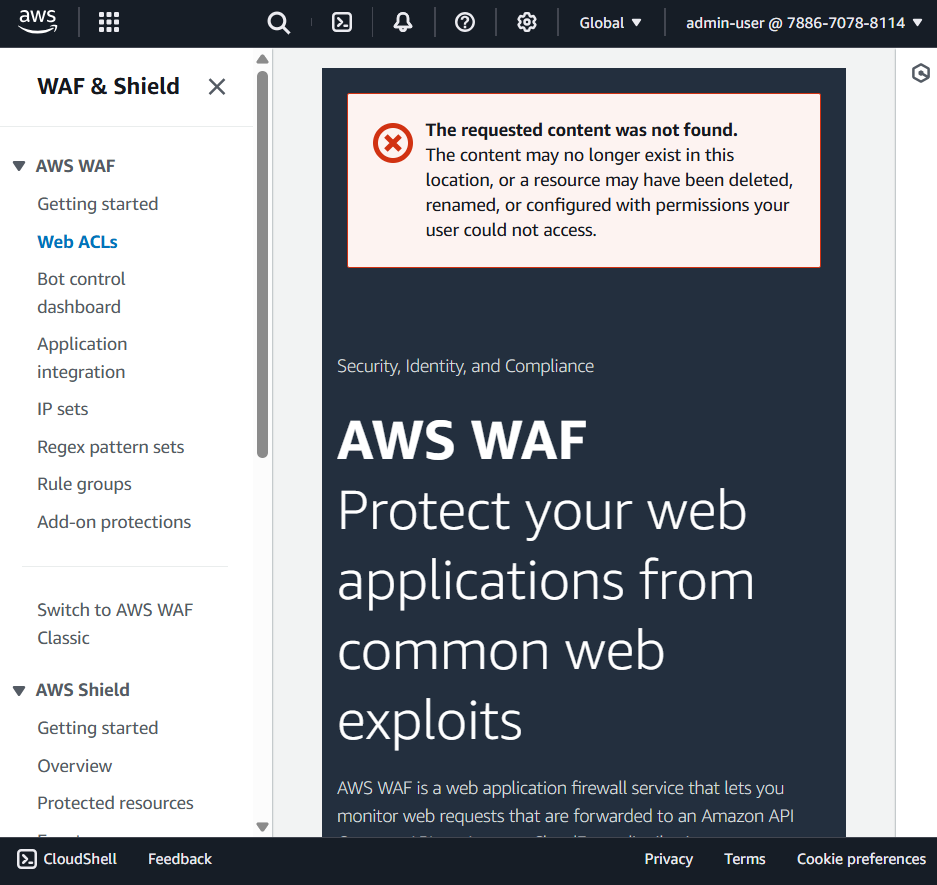 aws
Global
admin-user @ 7886-7078-8114
WAF & Shield
AWS WAF
Getting started
Web ACLs
Bot control
dashboard
Application
integration
IP sets
Regex pattern sets
Rule groups
Add-on protections
Switch to AWS WAF
Classic
AWS Shield
Getting started
Overview
Protected resources
The requested content was not found.
The content may no longer exist in this
location, or a resource may have been deleted,
renamed, or configured with permissions your
user could not access.
Security, Identity, and Compliance
AWS WAF
Protect your web
applications from
common web
exploits
AWS WAF is a web application firewall service that lets you
monitor web requests that are forwarded to an Amazon API
CloudShell
Feedback
Privacy
Terms
Cookie preferences